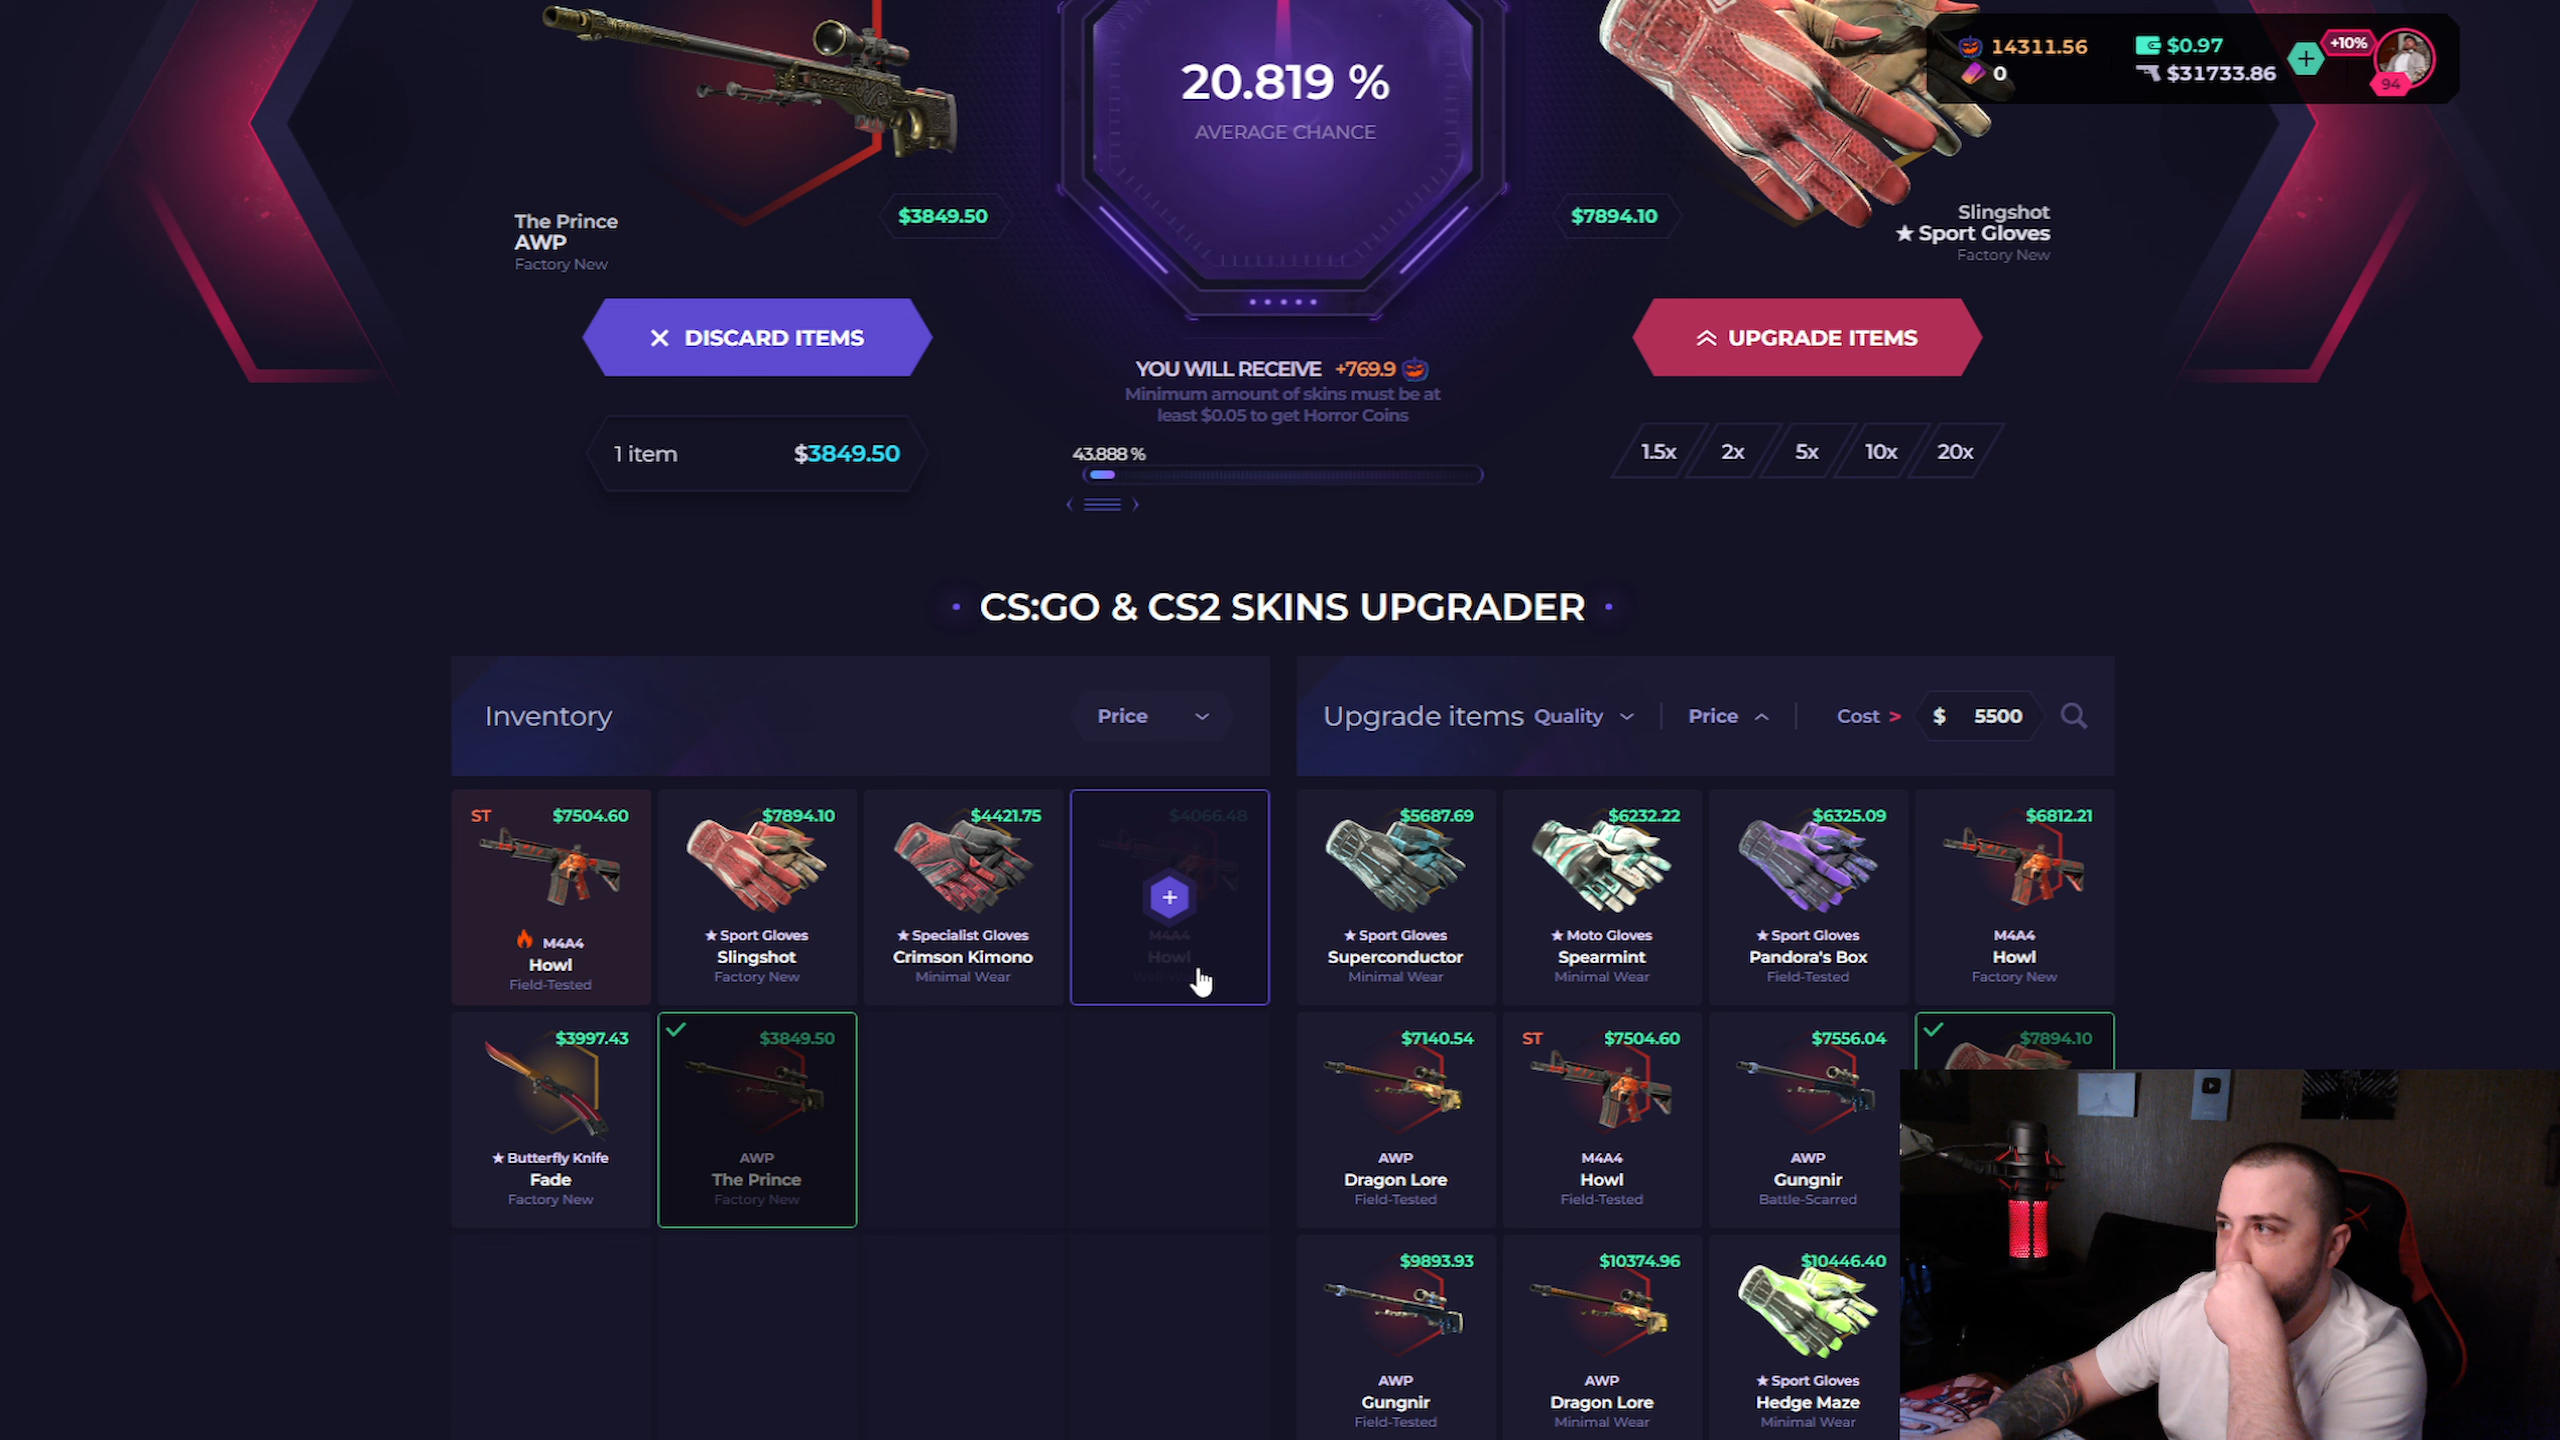 14311.56
$0.97
+10%
0
$31733.86
94
20.819 %
AVERAGE CHANCE
The Prince
AWP
Factory New
$3849.50
$7894.10
Slingshot
★ Sport Gloves
Factory New
DISCARD ITEMS
UPGRADE ITEMS
YOU WILL RECEIVE +769.9
Minimum amount of skins must be at
least $0.05 to get Horror Coins
1 item $3849.50
43.888 %
1.5x 2x 5x 10x 20x
CS:GO & CS2 SKINS UPGRADER
Inventory
Price
Upgrade items
Quality
Price
Cost >
$ 5500
ST $7504.60
M4A4
Howl
Field-Tested
$7894.10
★ Sport Gloves
Slingshot
Factory New
$4421.75
★ Specialist Gloves
Crimson Kimono
Minimal Wear
$4066.48
M4A4
Howl
$5687.69
★ Sport Gloves
Superconductor
Minimal Wear
$6232.22
★ Moto Gloves
Spearmint
Minimal Wear
$6325.09
★ Sport Gloves
Pandora's Box
Field-Tested
$6812.21
M4A4
Howl
Factory New
$3997.43
★ Butterfly Knife
Fade
Factory New
$3849.50
AWP
The Prince
Factory New
$7140.54
AWP
Dragon Lore
Field-Tested
ST $7504.60
M4A4
Howl
Field-Tested
$7556.04
AWP
Gungnir
Battle-Scarred
$7894.10
$9893.93
AWP
Gungnir
Field-Tested
$10374.96
AWP
Dragon Lore
Minimal Wear
$10446.40
★ Sport Gloves
Hedge Maze
Minimal Wear